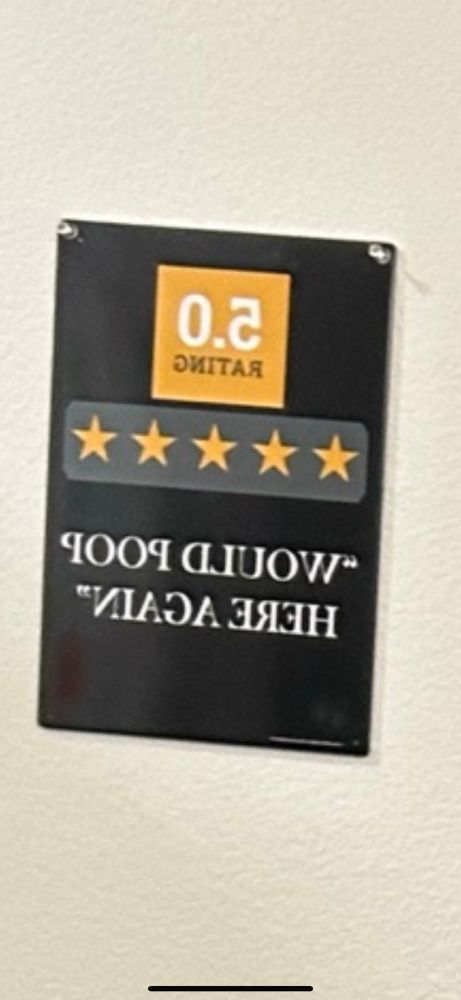 5.0
RATING
“WOULD POOP
HERE AGAIN”